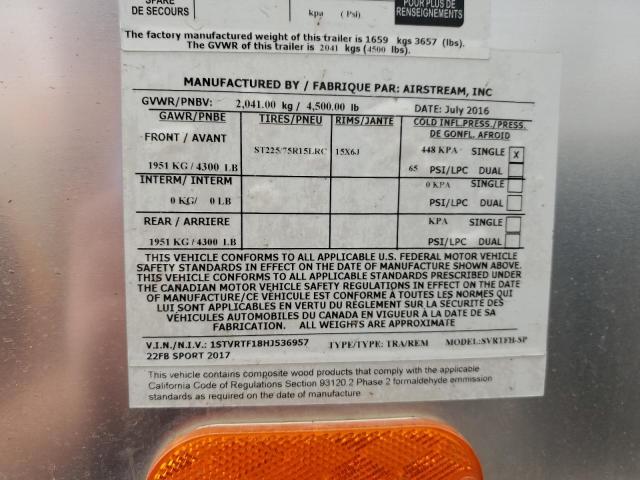 SPARE
DE SECOURS
kpa ( Psi)
POUR PLUS DE
RENSEIGNEMENTS
The factory manufactured weight of this trailer is 1659 kgs 3657 (lbs).
The GVWR of this trailer is 2041 kgs (4500 lbs).
MANUFACTURED BY / FABRIQUE PAR: AIRSTREAM, INC
GVWR/PNBV: 2,041.00 kg / 4,500.00 lb DATE: July 2016
GAWR/PNBE TIRES/PNEU RIMS/JANTE COLD INFL.PRESS./PRESS.
DE GONFL. AFROID
FRONT / AVANT ST225/75R15LRC 15X6J 448 KPA SINGLE X
1951 KG / 4300 LB 65 PSI/LPC DUAL
INTERM/ INTERM 0 KPA SINGLE
0 KG/ 0 LB PSI/LPC DUAL
REAR / ARRIERE KPA SINGLE
1951 KG / 4300 LB PSI/LPC DUAL
THIS VEHICLE CONFORMS TO ALL APPLICABLE U.S. FEDERAL MOTOR VEHICLE
SAFETY STANDARDS IN EFFECT ON THE DATE OF MANUFACTURE SHOWN ABOVE.
THIS VEHICLE CONFORMS TO ALL APPLICABLE STANDARDS PRESCRIBED UNDER
THE CANADIAN MOTOR VEHICLE SAFETY REGULATIONS IN EFFECT ON THE DATE
OF MANUFACTURE/CE VÉHICULE EST CONFORME À TOUTES LES NORMES QUI
LUI SONT APPLICABLES EN VERTU DU RÈGLEMENT SUR LA SÉCURITÉ DES
VÉHICULES AUTOMOBILES DU CANADA EN VIGUEUR À LA DATE DE SA
FABRICATION. ALL WEIGHTS ARE APPROXIMATE
V.I.N./N.I.V.: 1STVRTF18HJ536957 TYPE/TYPE: TRA/REM MODEL:SVRTFH-SP
22FB SPORT 2017
This vehicle contains composite wood products that comply with the applicable
California Code of Regulations Section 93120.2 Phase 2 formaldehyde emmission
standards as required on the date of manufacture.